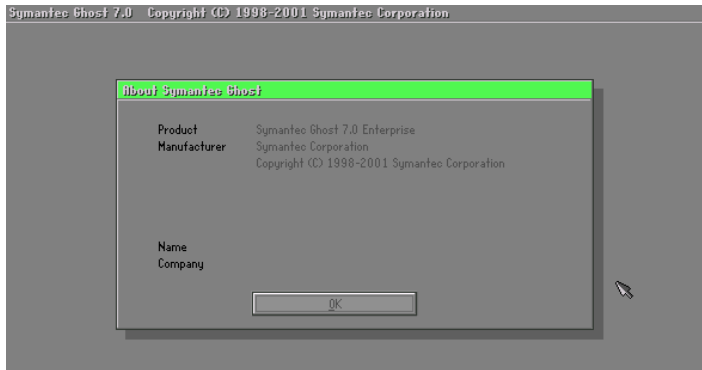 Symantec Ghost 7.0   Copyright (C) 1998-2001 Symantec Corporation
About Symantec Ghost
Product Symantec Ghost 7.0 Enterprise
Manufacturer Symantec Corporation
Copyright (C) 1998-2001 Symantec Corporation
Name
Company
OK